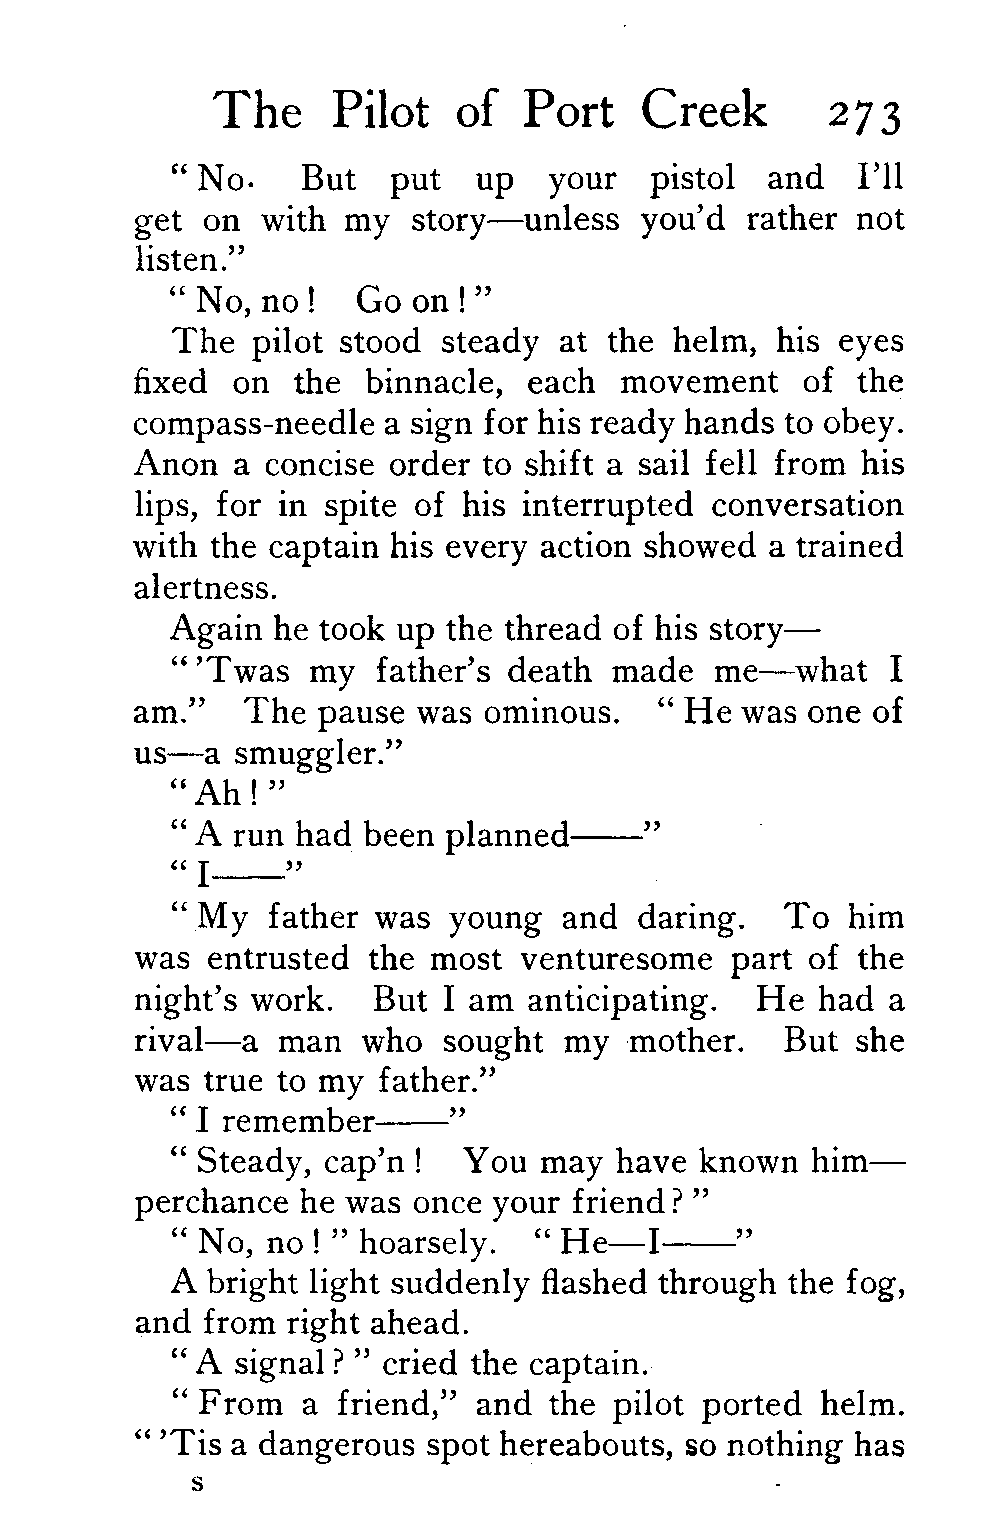 The Pilot of Port Creek 273
“ No. But put up your pistol and I’ll
get on with my story—unless you’d rather not
listen.”
“ No, no ! Go on ! ”
The pilot stood steady at the helm, his eyes
fixed on the binnacle, each movement of the
compass-needle a sign for his ready hands to obey.
Anon a concise order to shift a sail fell from his
lips, for in spite of his interrupted conversation
with the captain his every action showed a trained
alertness.
Again he took up the thread of his story—
“ ’Twas my father’s death made me—what I
am.” The pause was ominous. “ He was one of
us—a smuggler.”
“ Ah ! ”
“ A run had been planned——”
“ I——”
“ My father was young and daring. To him
was entrusted the most venturesome part of the
night’s work. But I am anticipating. He had a
rival—a man who sought my mother. But she
was true to my father.”
“ I remember——”
“ Steady, cap’n ! You may have known him—
perchance he was once your friend ? ”
“ No, no ! ” hoarsely. “ He—I——”
A bright light suddenly flashed through the fog,
and from right ahead.
“ A signal ? ” cried the captain.
“ From a friend,” and the pilot ported helm.
“ ’Tis a dangerous spot hereabouts, so nothing has
s